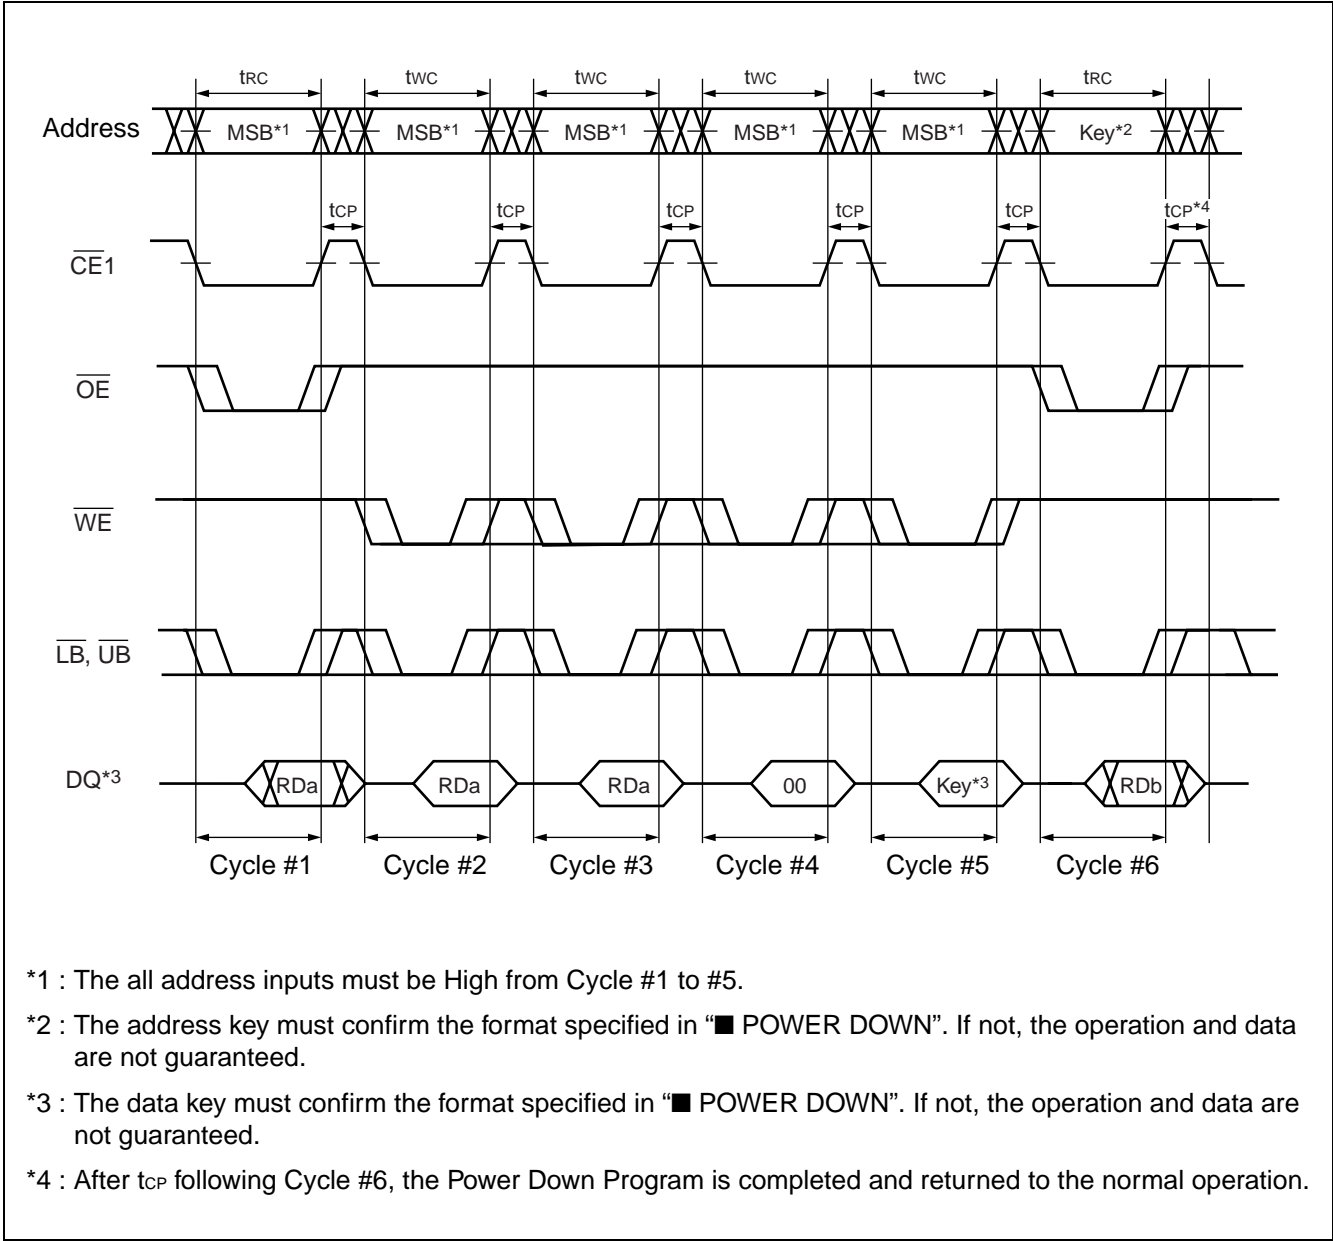 tRC tWC tWC tWC tWC tRC
Address MSB*1 MSB*1 MSB*1 MSB*1 MSB*1 Key*2
tCP tCP tCP tCP tCP tCP*4
CE1
OE
WE
LB, UB
DQ*3 RDa RDa RDa 00 Key*3 RDb
Cycle #1 Cycle #2 Cycle #3 Cycle #4 Cycle #5 Cycle #6
*1 : The all address inputs must be High from Cycle #1 to #5.
*2 : The address key must confirm the format specified in “■ POWER DOWN”. If not, the operation and data
are not guaranteed.
*3 : The data key must confirm the format specified in “■ POWER DOWN”. If not, the operation and data are
not guaranteed.
*4 : After tCP following Cycle #6, the Power Down Program is completed and returned to the normal operation.